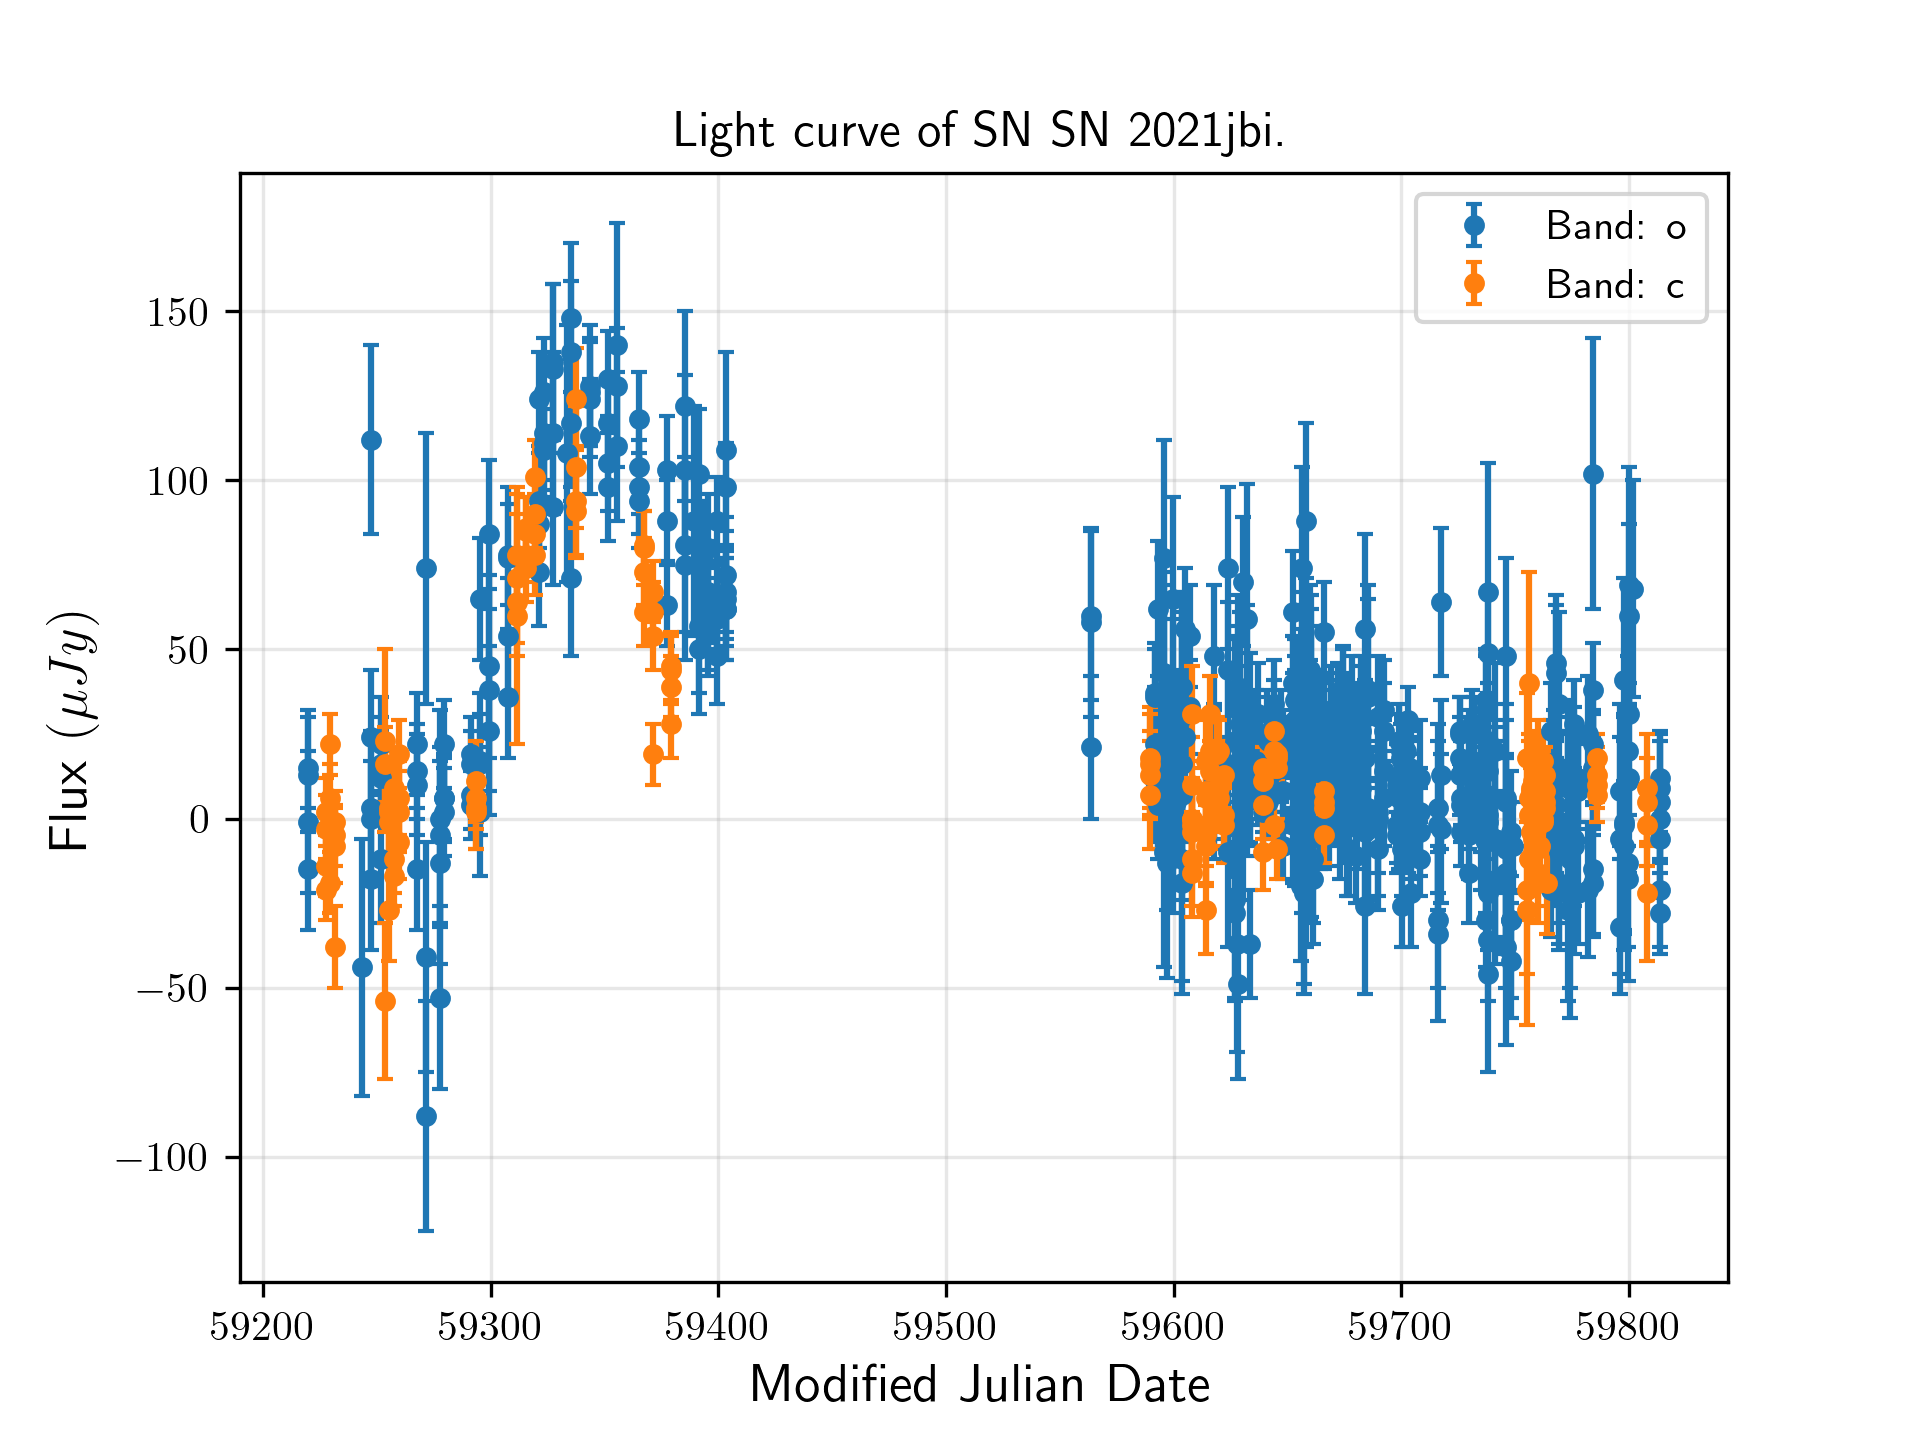 Light curve of SN SN 2021jbi.
Band: o
Band: c
150
100
50
0
−50
−100
Flux (μJy)
59200 59300 59400 59500 59600 59700 59800
Modified Julian Date